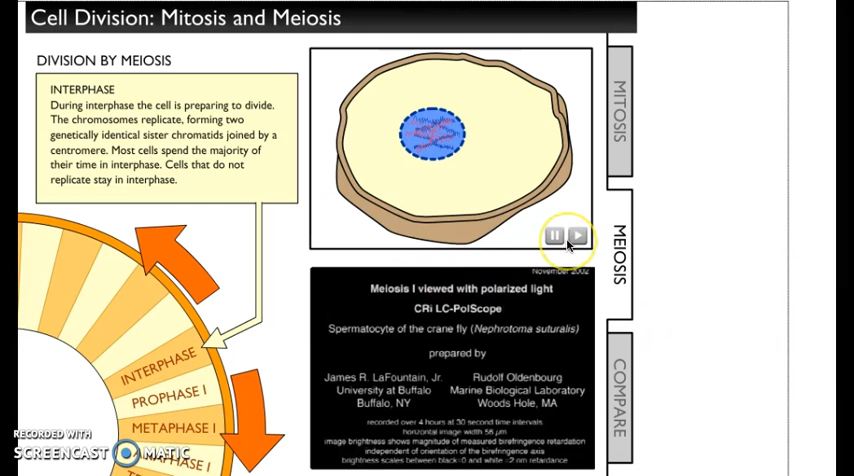 Cell Division: Mitosis and Meiosis
DIVISION BY MEIOSIS
INTERPHASE
During interphase the cell is preparing to divide.
The chromosomes replicate, forming two
genetically identical sister chromatids joined by a
centromere. Most cells spend the majority of
their time in interphase. Cells that do not
replicate stay in interphase.
INTERPHASE
PROPHASE I
METAPHASE I
RECORDED WITH
SCREENCAST MATIC
November 2002
Meiosis I viewed with polarized light
CRi LC-PolScope
Spermatocyte of the crane fly (Nephrotoma suturalis)
prepared by
James R. LaFountain, Jr.
University at Buffalo
Buffalo, NY
Rudolf Oldenbourg
Marine Biological Laboratory
Woods Hole, MA
recorded over 4 hours at 30 second time intervals
image brightness shows magnitude of measured birefringence retardation
independent of orientation of the birefringence axis
MITOSIS
MEIOSIS
COMPARE